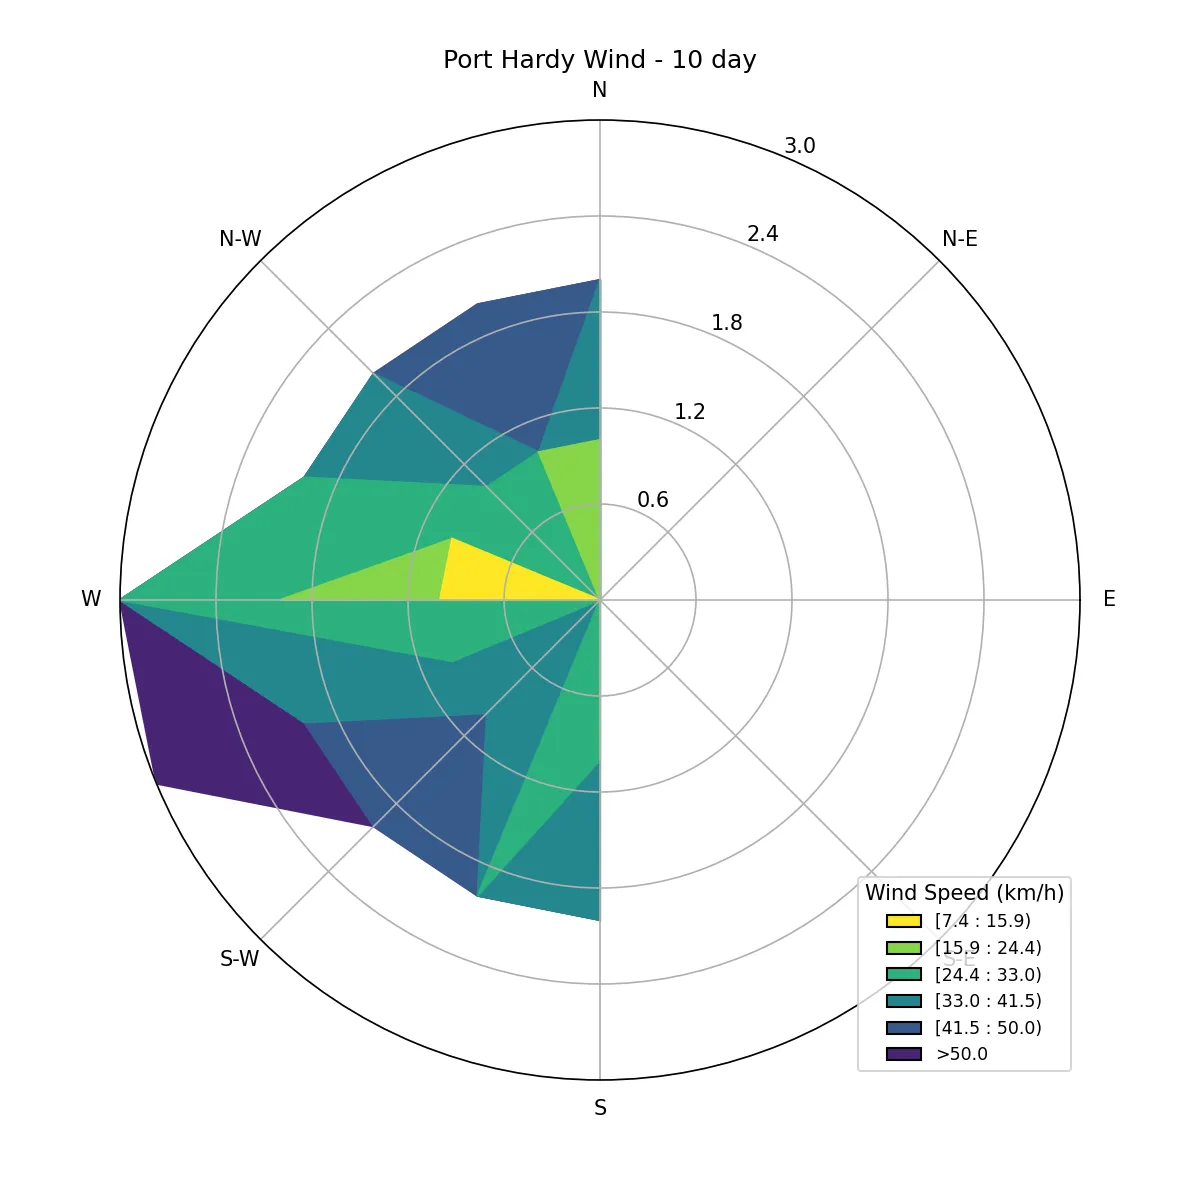 Port Hardy Wind - 10 day
N
3.0
N-W
N-E
2.4
1.8
1.2
0.6
W
E
S-W
S-E
S
Wind Speed (km/h)
[7.4 : 15.9)
[15.9 : 24.4)
[24.4 : 33.0)
[33.0 : 41.5)
[41.5 : 50.0)
>50.0